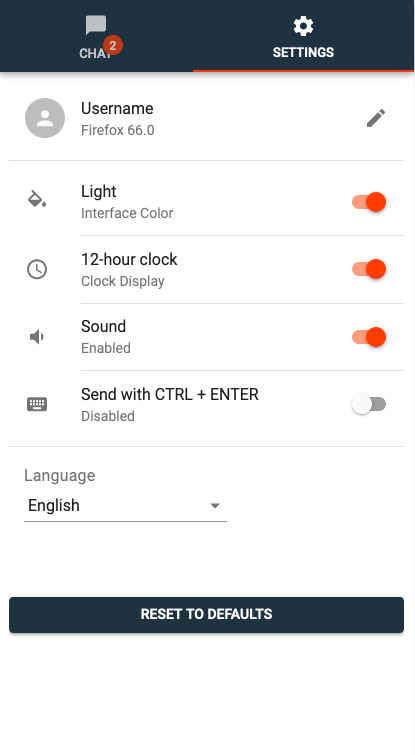 CHAT
2
SETTINGS
Username
Firefox 66.0
Light
Interface Color
12-hour clock
Clock Display
Sound
Enabled
Send with CTRL + ENTER
Disabled
Language
English
RESET TO DEFAULTS